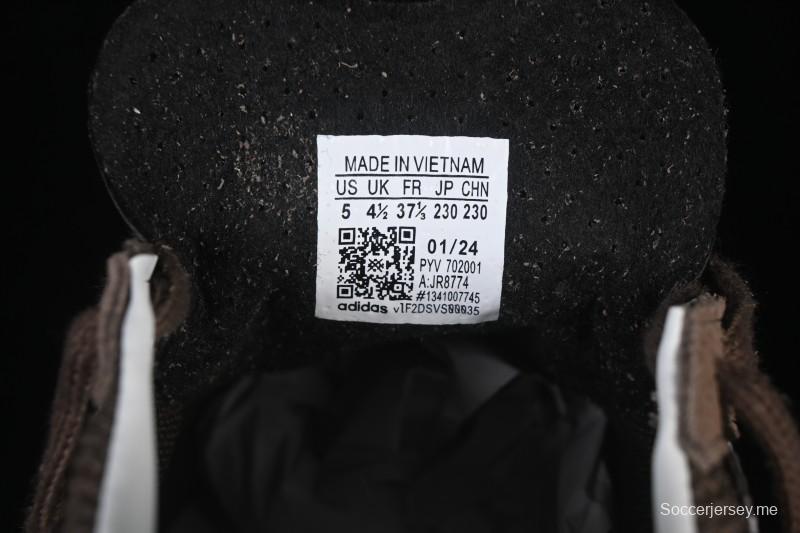 MADE IN VIETNAM
US UK FR JP CHN
5 4½ 37⅓ 230 230
01/24
PYV 702001
A:JR8774
#1341007745
adidas v1F2DSVS00035
Soccerjersey.me